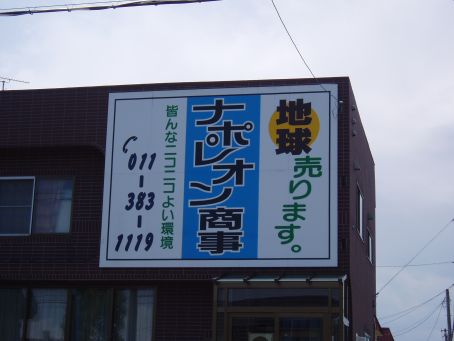 地球
売ります。
ナポレオン商事
皆んなニコニコよい環境
011-383-1119